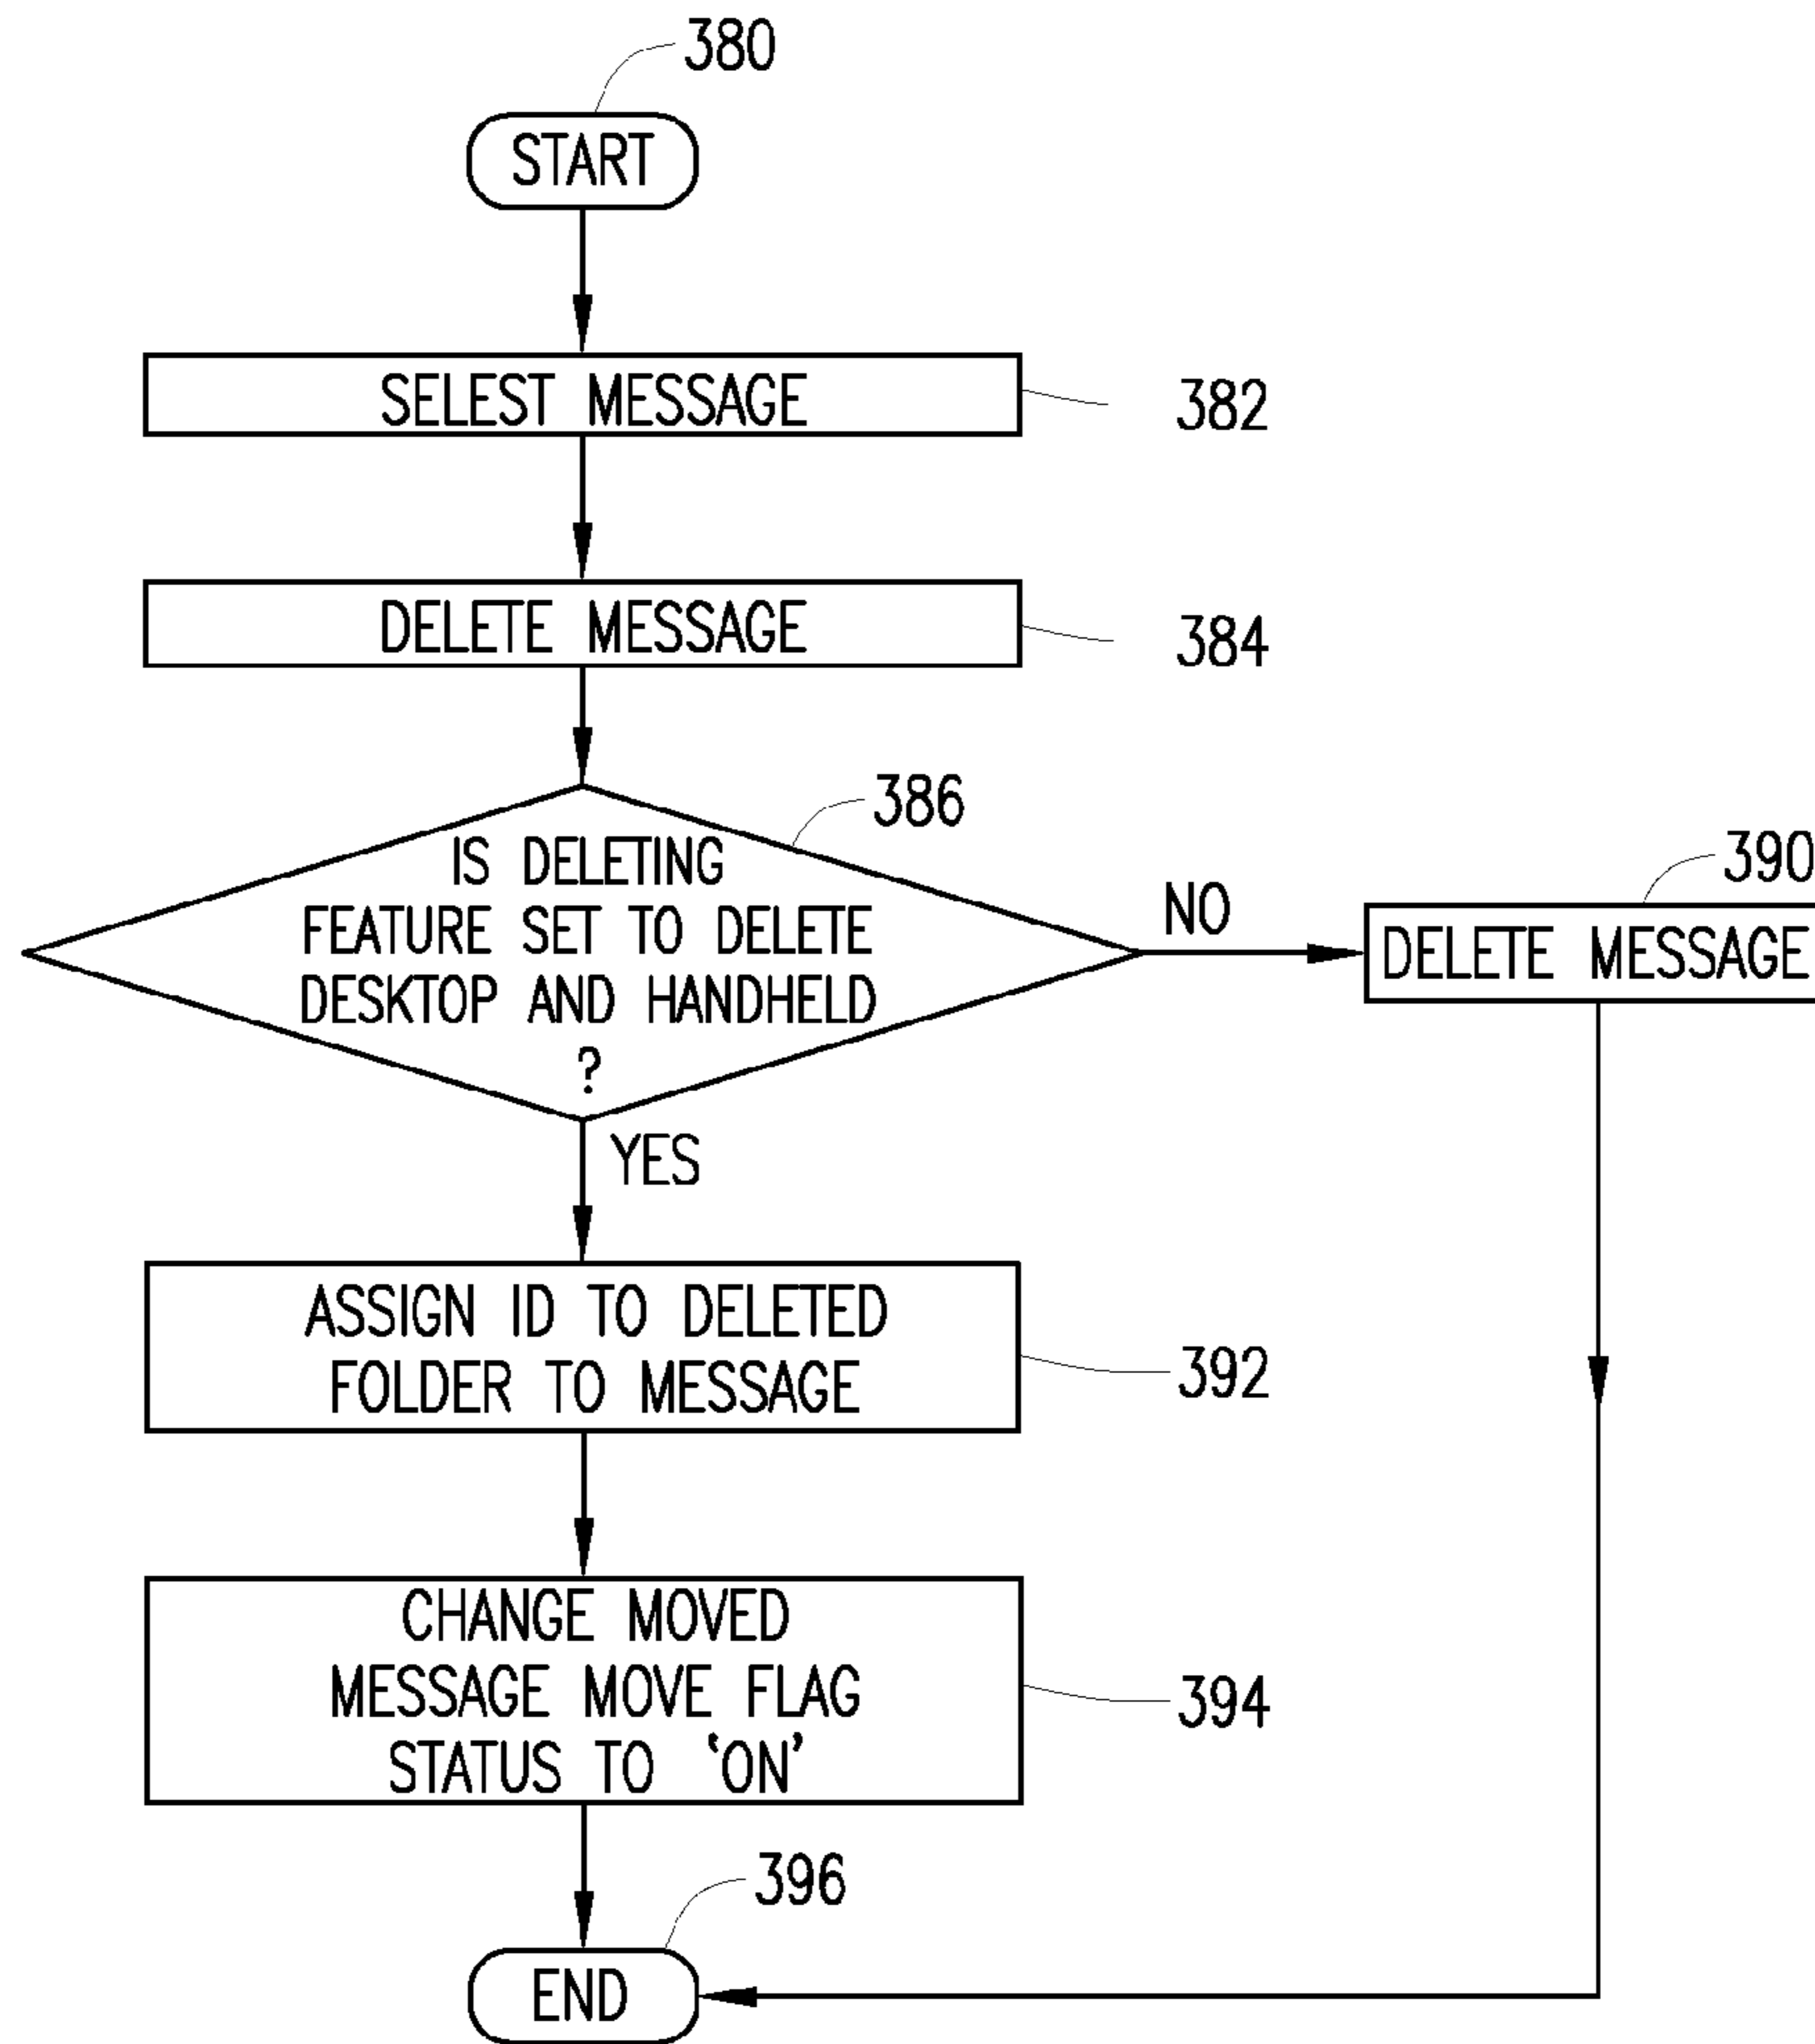 380
START
SELEST MESSAGE
382
DELETE MESSAGE
384
386
IS DELETING
FEATURE SET TO DELETE
DESKTOP AND HANDHELD
?
NO
390
DELETE MESSAGE
YES
ASSIGN ID TO DELETED
FOLDER TO MESSAGE
392
CHANGE MOVED
MESSAGE MOVE FLAG
STATUS TO 'ON'
394
396
END